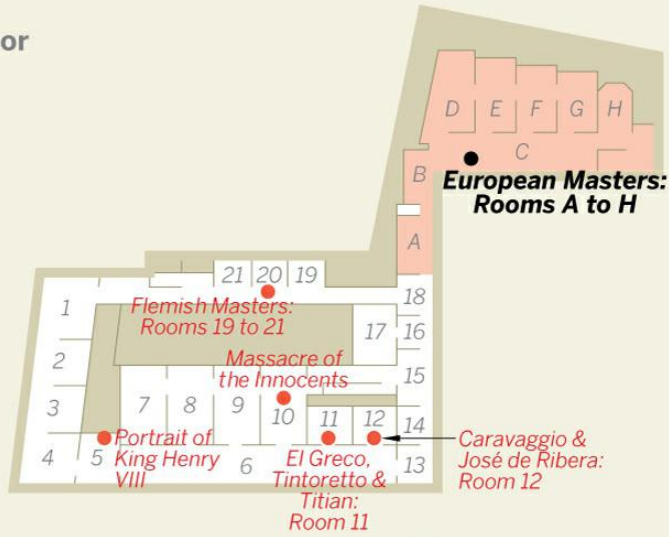 or
D E F G H
C
B
European Masters:
Rooms A to H
A
21 20 19
18
1
Flemish Masters:
Rooms 19 to 21
17 16
2
Massacre of
the Innocents
15
3
7 8 9 10 11 12 14
4 5
Portrait of
King Henry
VIII
6
El Greco,
Tintoretto &
Titian:
Room 11
13
Caravaggio &
José de Ribera:
Room 12